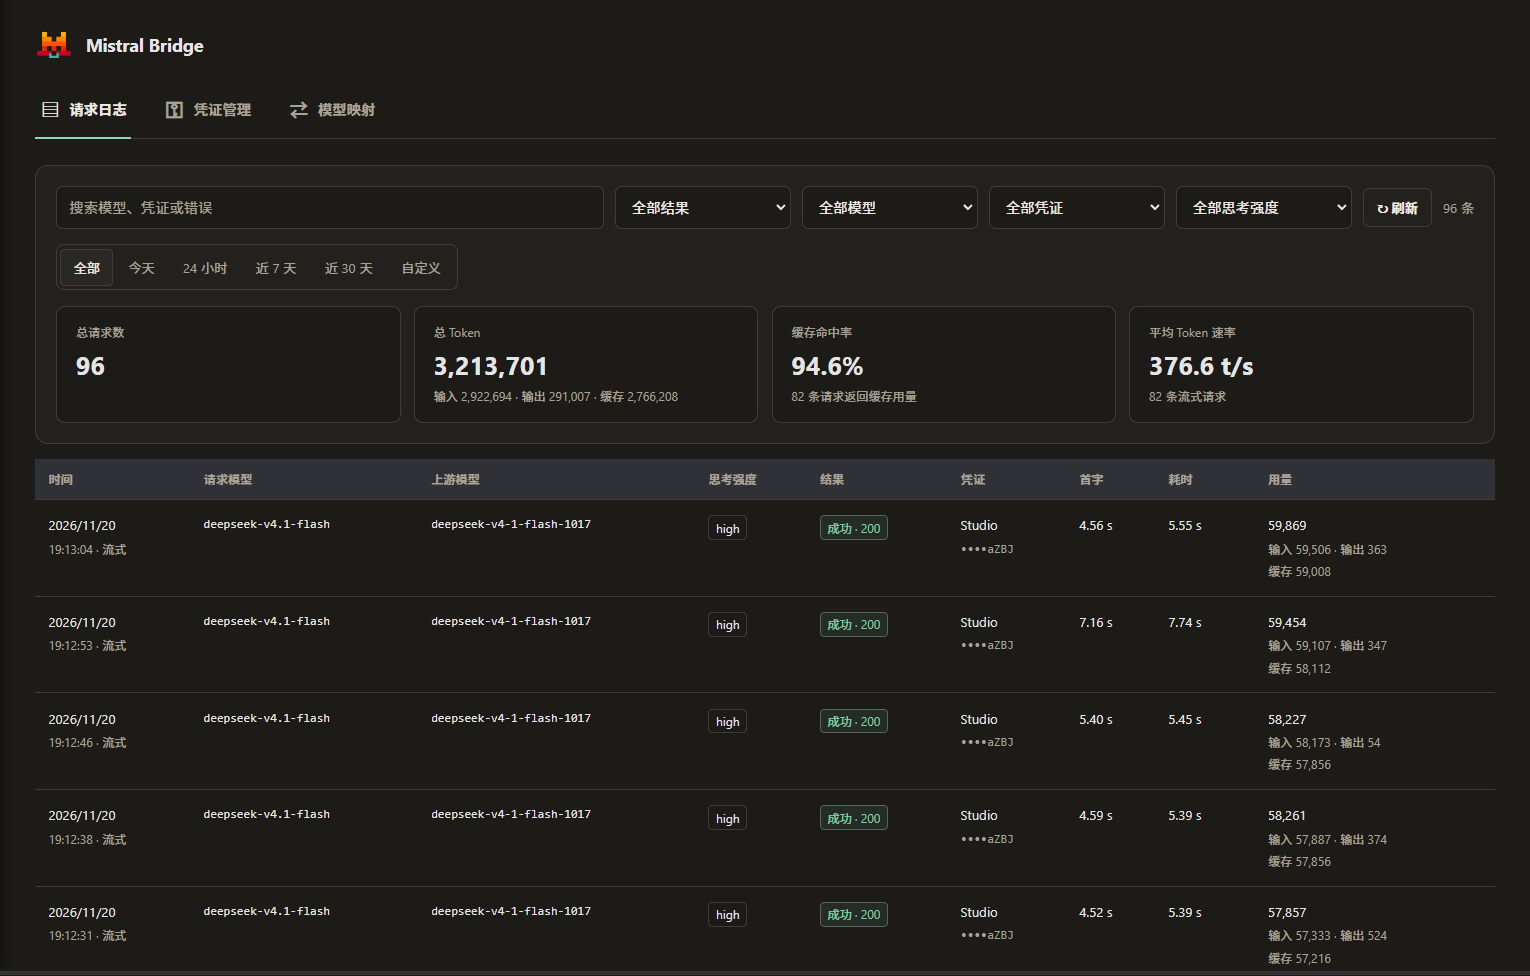 Mistral Bridge
请求日志 凭证管理 模型映射
搜索模型、凭证或错误 全部结果 全部模型 全部凭证 全部思考强度 ↻ 刷新 96 条
全部 今天 24 小时 近 7 天 近 30 天 自定义
总请求数 总 Token 缓存命中率 平均 Token 速率
96 3,213,701 94.6% 376.6 t/s
输入 2,922,694 · 输出 291,007 · 缓存 2,766,208 82 条请求返回缓存用量 82 条流式请求
时间 请求模型 上游模型 思考强度 结果 凭证 首字 耗时 用量
2026/11/20 deepseek-v4.1-flash deepseek-v4-1-flash-1017 high 成功 · 200 Studio 4.56 s 5.55 s 59,869
19:13:04 · 流式 ••••aZBJ 输入 59,506 · 输出 363
缓存 59,008
2026/11/20 deepseek-v4.1-flash deepseek-v4-1-flash-1017 high 成功 · 200 Studio 7.16 s 7.74 s 59,454
19:12:53 · 流式 ••••aZBJ 输入 59,107 · 输出 347
缓存 58,112
2026/11/20 deepseek-v4.1-flash deepseek-v4-1-flash-1017 high 成功 · 200 Studio 5.40 s 5.45 s 58,227
19:12:46 · 流式 ••••aZBJ 输入 58,173 · 输出 54
缓存 57,856
2026/11/20 deepseek-v4.1-flash deepseek-v4-1-flash-1017 high 成功 · 200 Studio 4.59 s 5.39 s 58,261
19:12:38 · 流式 ••••aZBJ 输入 57,887 · 输出 374
缓存 57,856
2026/11/20 deepseek-v4.1-flash deepseek-v4-1-flash-1017 high 成功 · 200 Studio 4.52 s 5.39 s 57,857
19:12:31 · 流式 ••••aZBJ 输入 57,333 · 输出 524
缓存 57,216